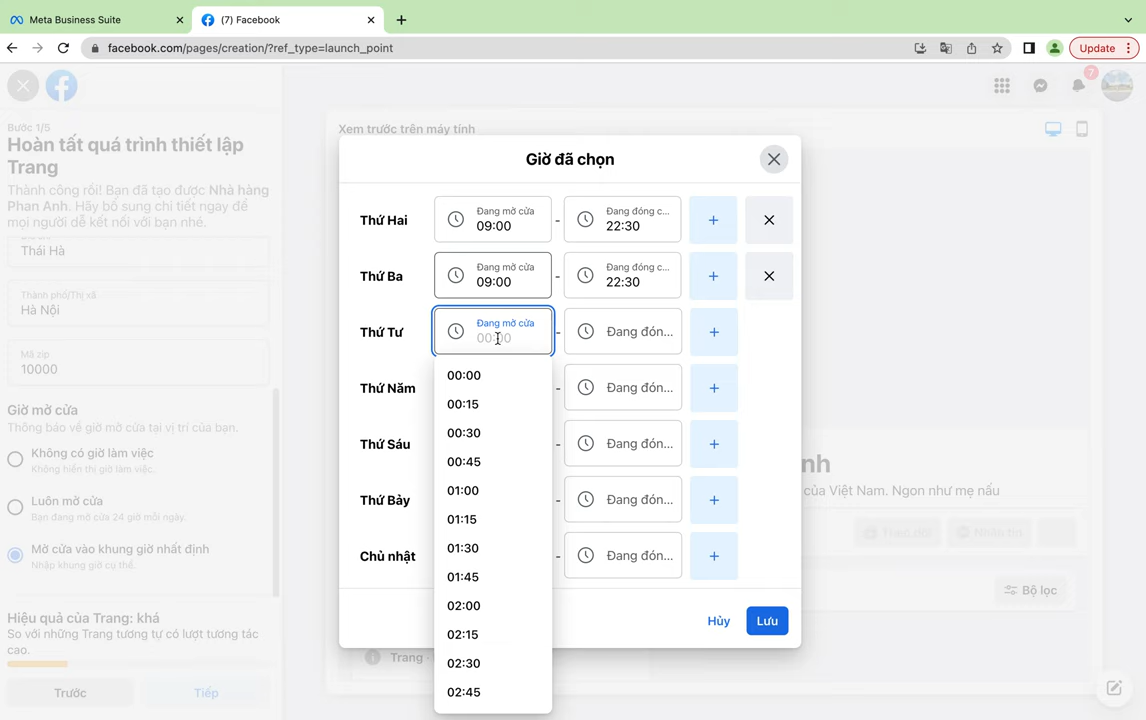 Meta Business Suite
(7) Facebook
facebook.com/pages/creation/?ref_type=launch_point
Update
7
Bước 1/5
Hoàn tất quá trình thiết lập
Trang
Thành công rồi! Bạn đã tạo được Nhà hàng
Phan Anh. Hãy bổ sung chi tiết ngay để
mọi người dễ kết nối với bạn nhé.
Thái Hà
Thành phố/Thị xã
Hà Nội
Mã zip
10000
Giờ mở cửa
Thông báo về giờ mở cửa tại vị trí của bạn.
Không có giờ làm việc
Không hiển thị giờ làm việc.
Luôn mở cửa
Bạn đang mở cửa 24 giờ mỗi ngày.
Mở cửa vào khung giờ nhất định
Nhập khung giờ cụ thể.
Hiệu quả của Trang: khá
So với những Trang tương tự có lượt tương tác
cao.
Trước
Tiếp
Xem trước trên máy tính
Giờ đã chọn
Thứ Hai
Đang mở cửa
09:00
-
Đang đóng c...
22:30
+
Thứ Ba
Đang mở cửa
09:00
-
Đang đóng c...
22:30
+
Thứ Tư
Đang mở cửa
00:00
-
Đang đón...
+
Thứ Năm
-
Đang đón...
+
Thứ Sáu
-
Đang đón...
+
Thứ Bảy
-
Đang đón...
+
Chủ nhật
-
Đang đón...
+
00:00
00:15
00:30
00:45
01:00
01:15
01:30
01:45
02:00
02:15
02:30
02:45
Hủy
Lưu
nh
của Việt Nam. Ngon như mẹ nấu
Theo dõi
Nhắn tin
Bộ lọc
Trang ·